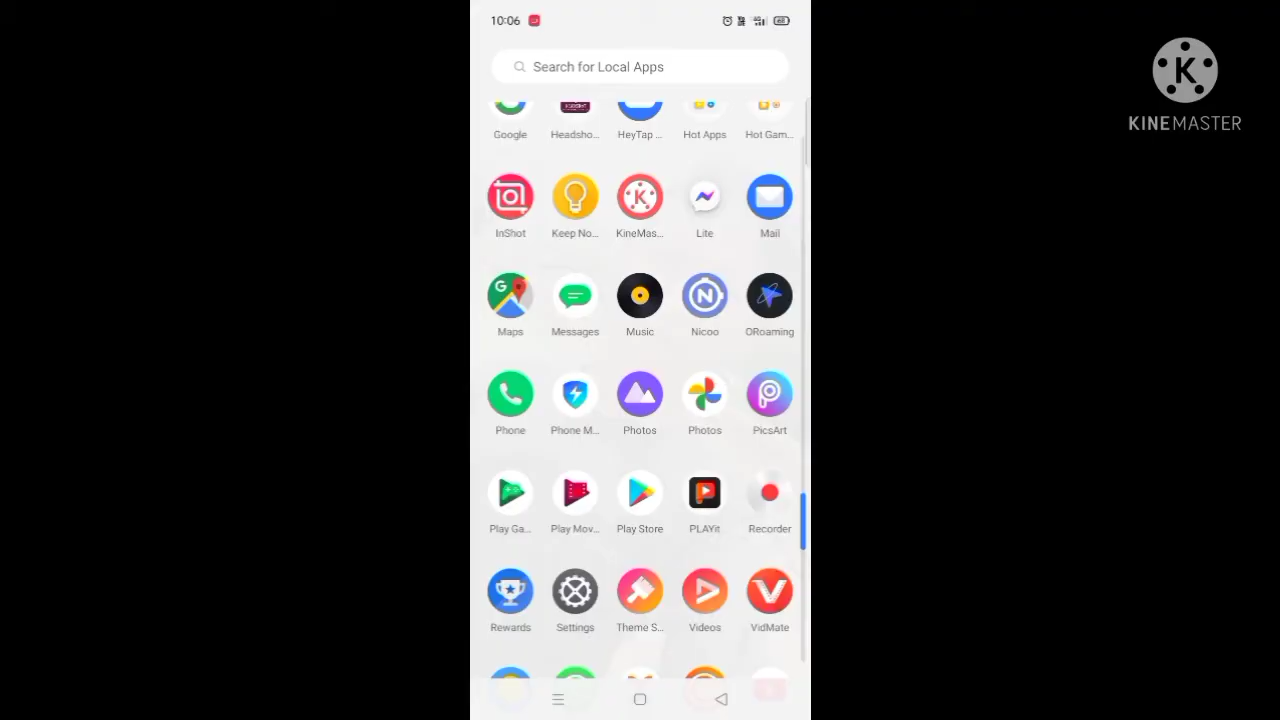 10:06
Search for Local Apps
K
KINEMASTER
Google Headsho... HeyTap ... Hot Apps Hot Gam...
InShot Keep No... KineMas... Lite Mail
Maps Messages Music Nicoo ORoaming
Phone Phone M... Photos Photos PicsArt
Play Ga... Play Mov... Play Store PLAYit Recorder
Rewards Settings Theme S... Videos VidMate